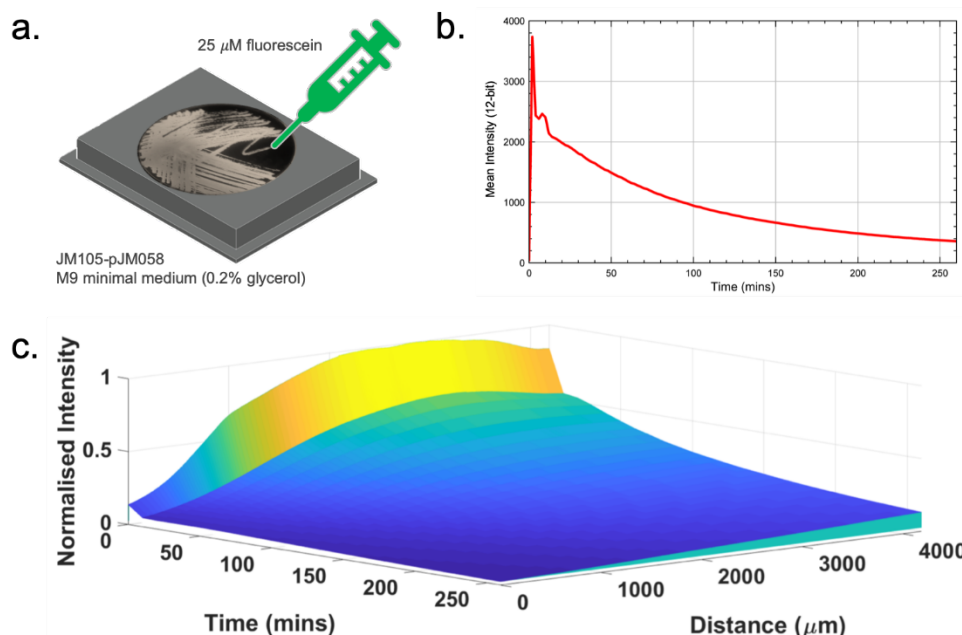 a.
25 μM fluorescein
JM105-pJM058
M9 minimal medium (0.2% glycerol)
b.
4000
3000
2000
1000
0
Mean Intensity (12-bit)
0
50
100
150
200
250
Time (mins)
c.
Normalised Intensity
1
0.5
0
0
50
100
150
200
250
Time (mins)
0
1000
2000
3000
4000
Distance (μm)